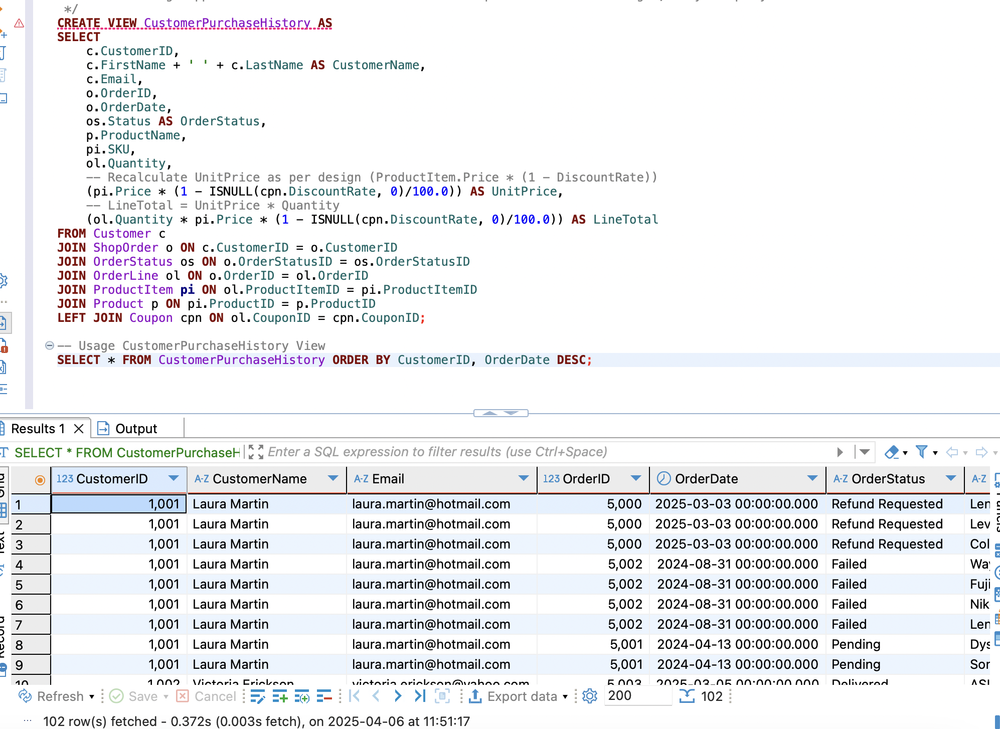 */
CREATE VIEW CustomerPurchaseHistory AS
SELECT
c.CustomerID,
c.FirstName + ' ' + c.LastName AS CustomerName,
c.Email,
o.OrderID,
o.OrderDate,
os.Status AS OrderStatus,
p.ProductName,
pi.SKU,
ol.Quantity,
-- Recalculate UnitPrice as per design (ProductItem.Price * (1 - DiscountRate))
(pi.Price * (1 - ISNULL(cpn.DiscountRate, 0)/100.0)) AS UnitPrice,
-- LineTotal = UnitPrice * Quantity
(ol.Quantity * pi.Price * (1 - ISNULL(cpn.DiscountRate, 0)/100.0)) AS LineTotal
FROM Customer c
JOIN ShopOrder o ON c.CustomerID = o.CustomerID
JOIN OrderStatus os ON o.OrderStatusID = os.OrderStatusID
JOIN OrderLine ol ON o.OrderID = ol.OrderID
JOIN ProductItem pi ON ol.ProductItemID = pi.ProductItemID
JOIN Product p ON pi.ProductID = p.ProductID
LEFT JOIN Coupon cpn ON ol.CouponID = cpn.CouponID;
-- Usage CustomerPurchaseHistory View
SELECT * FROM CustomerPurchaseHistory ORDER BY CustomerID, OrderDate DESC;
Results 1 Output
SELECT * FROM CustomerPurchaseH Enter a SQL expression to filter results (use Ctrl+Space)
123 CustomerID A-Z CustomerName A-Z Email 123 OrderID OrderDate A-Z OrderStatus A-Z
1 1,001 Laura Martin laura.martin@hotmail.com 5,000 2025-03-03 00:00:00.000 Refund Requested Len
2 1,001 Laura Martin laura.martin@hotmail.com 5,000 2025-03-03 00:00:00.000 Refund Requested Lev
3 1,001 Laura Martin laura.martin@hotmail.com 5,000 2025-03-03 00:00:00.000 Refund Requested Col
4 1,001 Laura Martin laura.martin@hotmail.com 5,002 2024-08-31 00:00:00.000 Failed Way
5 1,001 Laura Martin laura.martin@hotmail.com 5,002 2024-08-31 00:00:00.000 Failed Fuji
6 1,001 Laura Martin laura.martin@hotmail.com 5,002 2024-08-31 00:00:00.000 Failed Nik
7 1,001 Laura Martin laura.martin@hotmail.com 5,002 2024-08-31 00:00:00.000 Failed Len
8 1,001 Laura Martin laura.martin@hotmail.com 5,001 2024-04-13 00:00:00.000 Pending Dys
9 1,001 Laura Martin laura.martin@hotmail.com 5,001 2024-04-13 00:00:00.000 Pending Son
10 1,002 Victoria Erickson victoria.erickson@yahoo.com 5,003 2025-03-05 00:00:00.000 Delivered
Refresh Save Cancel Export data 200 102
102 row(s) fetched - 0.372s (0.003s fetch), on 2025-04-06 at 11:51:17